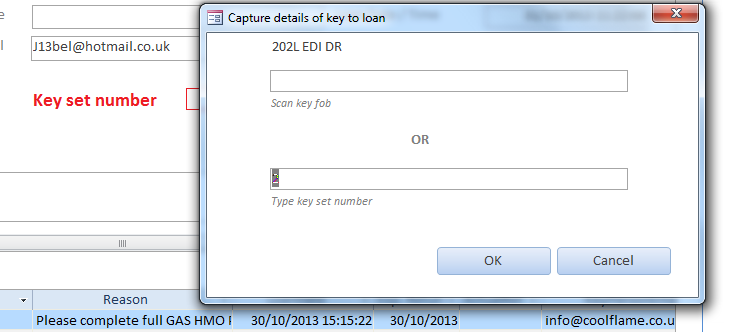 Capture details of key to loan
J13bel@hotmail.co.uk
202L EDI DR
Scan key fob
Key set number
OR
Type key set number
OK
Cancel
Reason
Please complete full GAS HMO
30/10/2013 15:15:22
30/10/2013
info@coolflame.co.u